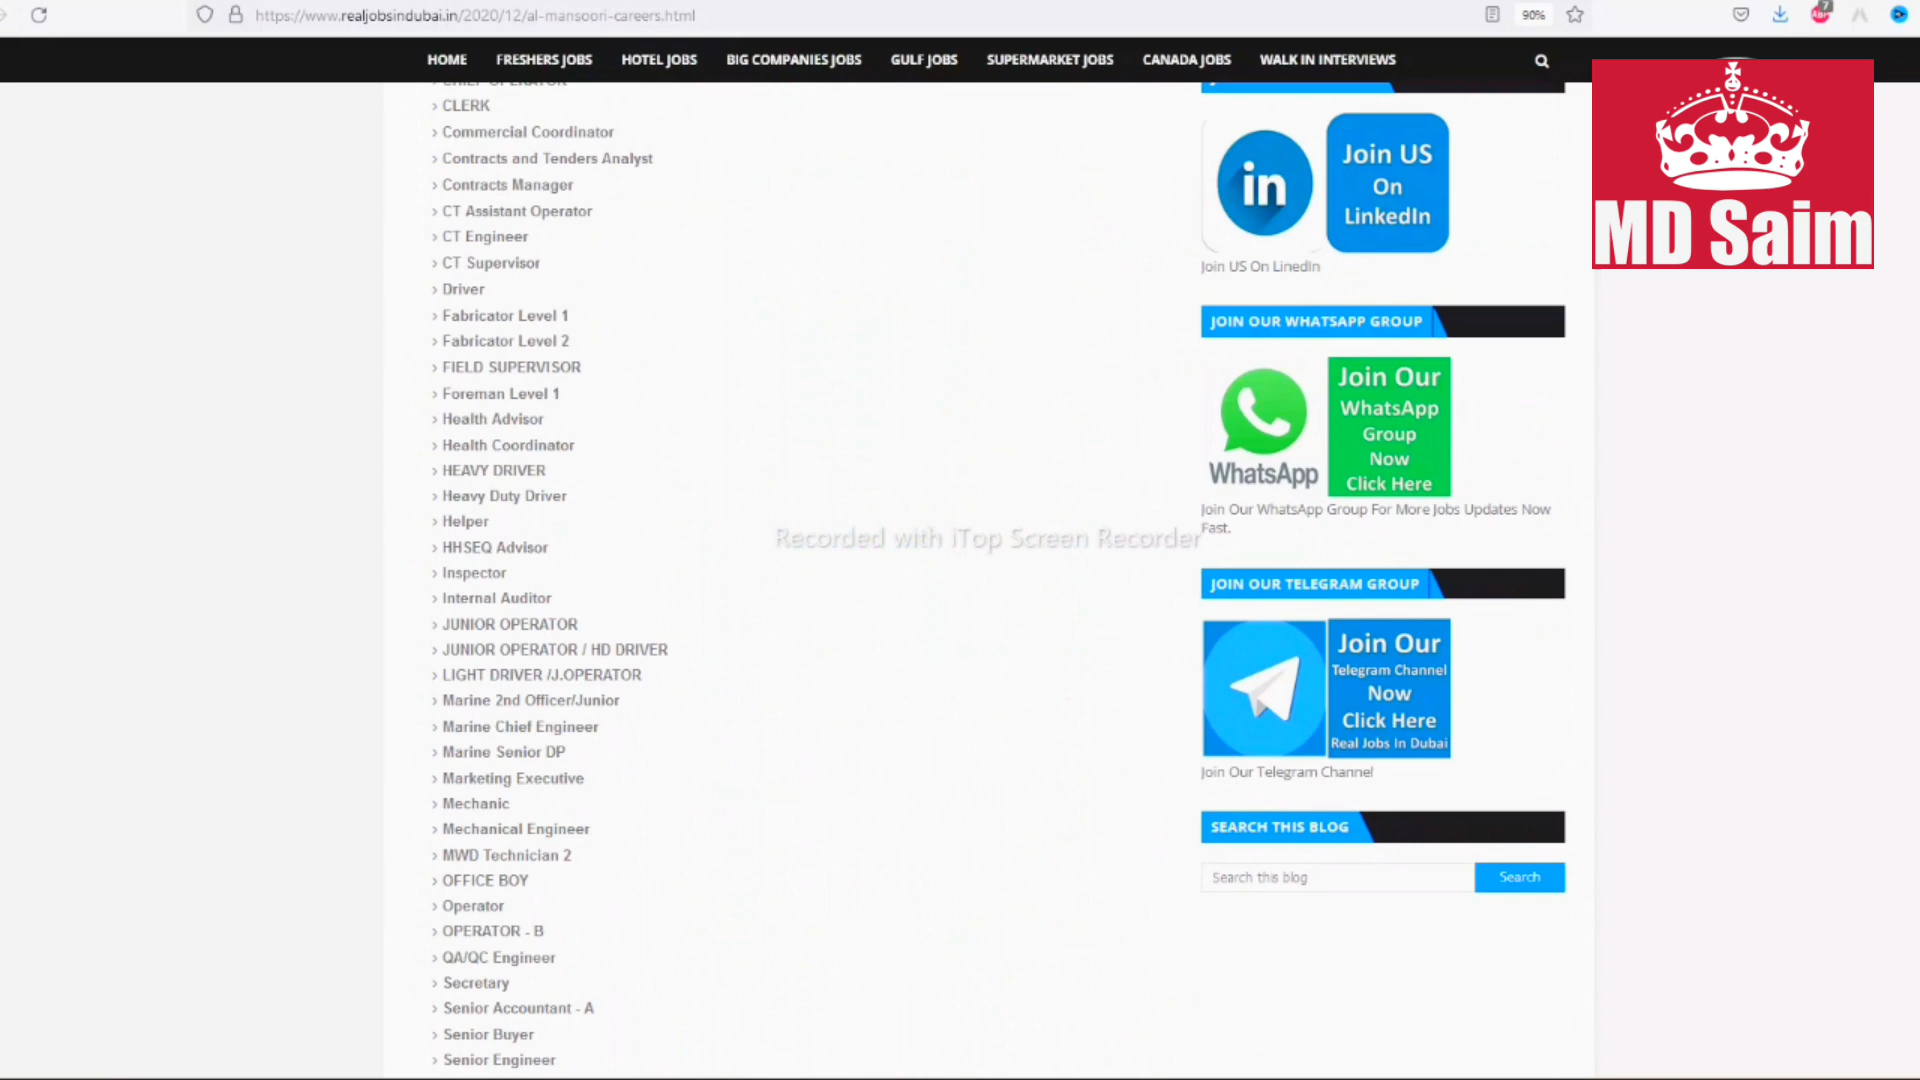 https://www.realjobsindubai.in/2020/12/al-mansoori-careers.html
90%
7
HOME FRESHERS JOBS HOTEL JOBS BIG COMPANIES JOBS GULF JOBS SUPERMARKET JOBS CANADA JOBS WALK IN INTERVIEWS
CHIEF OPERATOR
› CLERK
› Commercial Coordinator
› Contracts and Tenders Analyst
› Contracts Manager
› CT Assistant Operator
› CT Engineer
› CT Supervisor
› Driver
› Fabricator Level 1
› Fabricator Level 2
› FIELD SUPERVISOR
› Foreman Level 1
› Health Advisor
› Health Coordinator
› HEAVY DRIVER
› Heavy Duty Driver
› Helper
› HHSEQ Advisor
› Inspector
› Internal Auditor
› JUNIOR OPERATOR
› JUNIOR OPERATOR / HD DRIVER
› LIGHT DRIVER /J.OPERATOR
› Marine 2nd Officer/Junior
› Marine Chief Engineer
› Marine Senior DP
› Marketing Executive
› Mechanic
› Mechanical Engineer
› MWD Technician 2
› OFFICE BOY
› Operator
› OPERATOR - B
› QA/QC Engineer
› Secretary
› Senior Accountant - A
› Senior Buyer
› Senior Engineer
Recorded with iTop Screen Recorder
in
Join US
On
LinkedIn
Join US On LinedIn
JOIN OUR WHATSAPP GROUP
WhatsApp
Join Our
WhatsApp
Group
Now
Click Here
Join Our WhatsApp Group For More Jobs Updates Now
Fast.
JOIN OUR TELEGRAM GROUP
Join Our
Telegram Channel
Now
Click Here
Real Jobs In Dubai
Join Our Telegram Channel
SEARCH THIS BLOG
Search this blog
Search
MD Saim